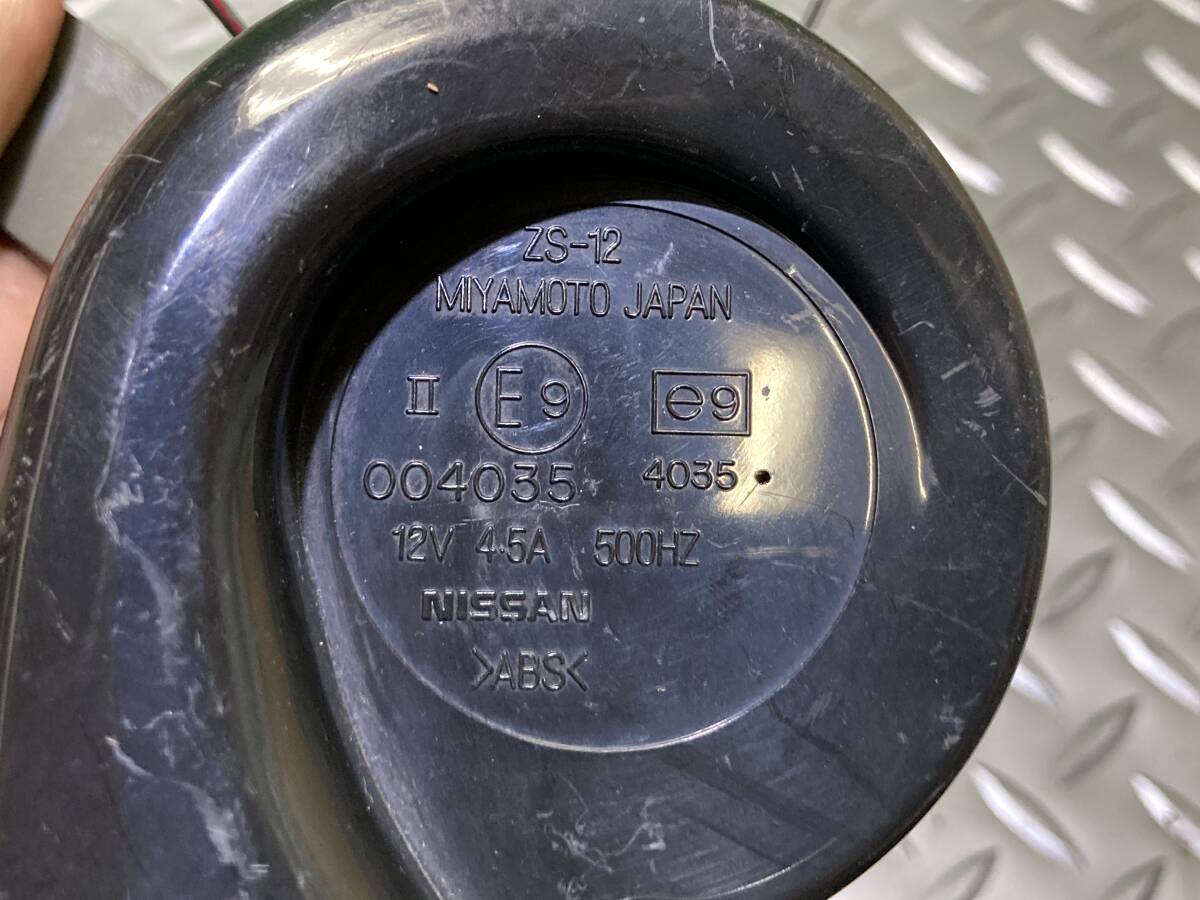 ZS-12
MIYAMOTO JAPAN
II E9 e9
004035 4035
12V 4.5A 500HZ
NISSAN
>ABS<